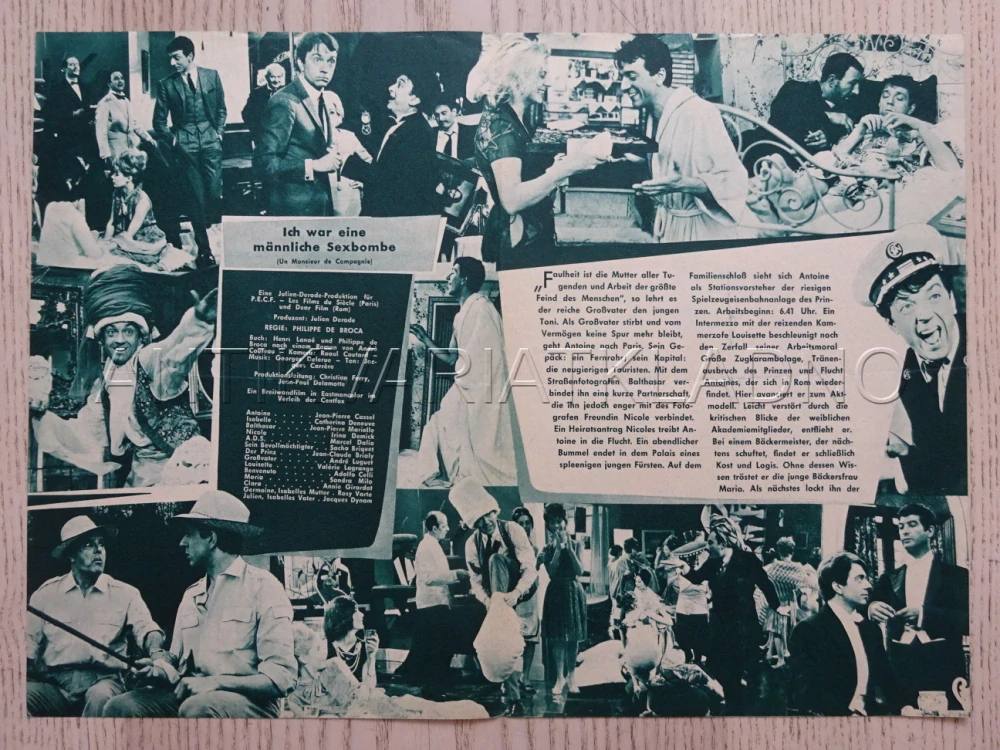 Ich war eine
männliche Sexbombe
(Un Monsieur de Compagnie)
Eine Julien-Derode-Produktion für
P.E.C.F. – Les Films du Siècle (Paris)
und Dear Film (Rom)
Produzent: Julien Derode
REGIE: PHILIPPE DE BROCA
Buch: Henri Lanoë und Philippe de
Broca nach einem Roman von André
Couteau – Kamera: Raoul Coutard –
Musik: Georges Delerue – Ton: Jac-
ques Carrère
Produktionsleitung: Christian Ferry,
Jean-Paul Delamotte
Ein Breitwandfilm in Eastmancolor im
Verleih der Centfox
Antoine . . . . . . Jean-Pierre Cassel
Isabelle . . . . . . Catherine Deneuve
Balthasar . . . . Jean-Pierre Marielle
Nicole . . . . . . . . . Irina Demick
A.D.S. . . . . . . . . . Marcel Dalio
Sein Bevollmächtigter . . Sacha Briquet
Der Prinz . . . . Jean-Claude Brialy
Großvater . . . . . . André Luguet
Louisette . . . . . Valérie Lagrange
Benvenuto . . . . . . . Adolfo Celi
Maria . . . . . . . . . . Sandra Milo
Clara . . . . . . . . Annie Girardot
Germaine, Isabelles Mutter . Rosy Varte
Julien, Isabelles Vater . Jacques Dynam
„Faulheit ist die Mutter aller Tu-
genden und Arbeit der größte
Feind des Menschen", so lehrt es
der reiche Großvater den jungen
Toni. Als Großvater stirbt und vom
Vermögen keine Spur mehr bleibt,
geht Antoine nach Paris. Sein Ge-
päck ein Fernrohr, sein Kapital:
die neugierigen Touristen. Mit dem
Straßenfotografen Balthasar ver-
bindet ihn eine kurze Partnerschaft,
die ihn jedoch enger mit des Foto-
grafen Freundin Nicole verbindet.
Ein Heiratsantrag Nicoles treibt An-
toine in die Flucht. Ein abendlicher
Bummel endet in dem Palais eines
spleenigen jungen Fürsten. Auf dem
Familienschloß sieht sich Antoine
als Stationsvorsteher der riesigen
Spielzeugeisenbahnanlage des Prin-
zen. Arbeitsbeginn: 6.41 Uhr. Ein
Intermezzo mit der reizenden Kam-
merzofe Louisette beschleunigt noch
den Zerfall seiner Arbeitsmoral
Große Zugkarambolage, Tränen-
ausbruch des Prinzen und Flucht
Antoines, der sich in Rom wieder-
findet. Hier avanciert er zum Akt-
modell. Leicht verstört durch die
kritischen Blicke der weiblichen
Akademiemitglieder, entflieht er.
Bei einem Bäckermeister, der näch-
tens schuftet, findet er schließlich
Kost und Logis. Ohne dessen Wis-
sen tröstet er die junge Bäckersfrau
Maria. Als nächstes lockt ihn der